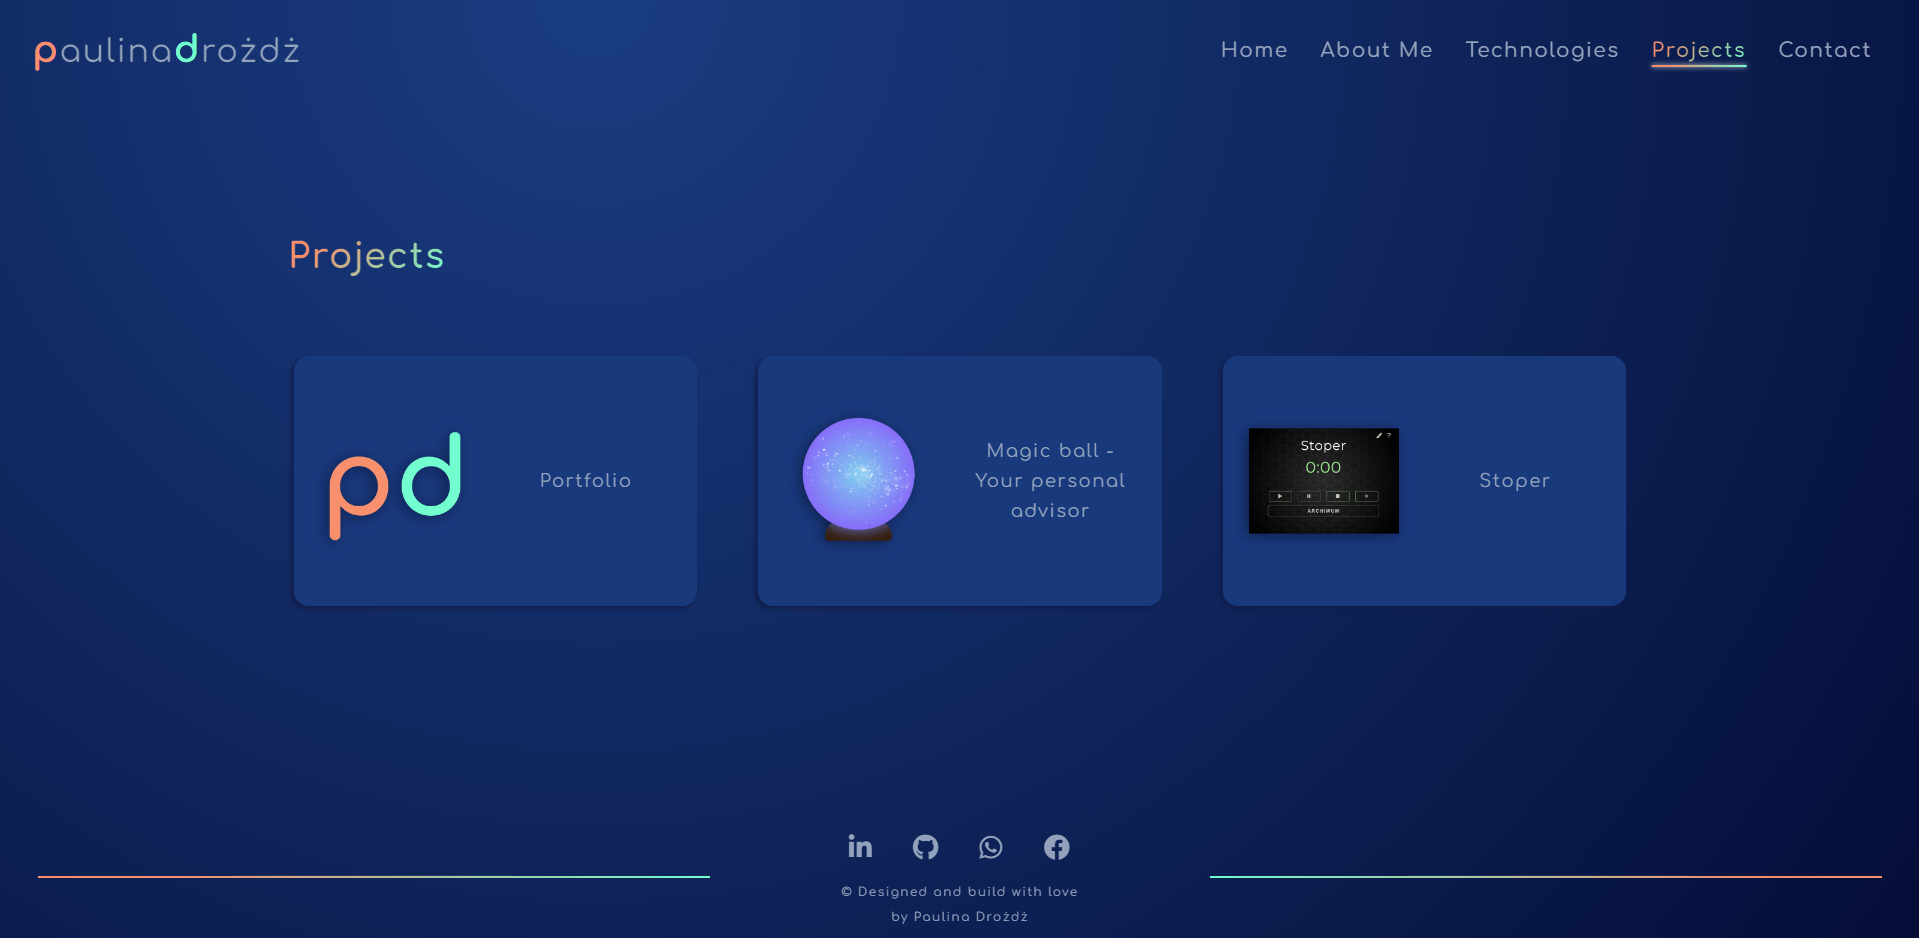 paulinadrożdż
Home About Me Technologies Projects Contact
Projects
pd
Portfolio
Magic ball -
Your personal
advisor
Stoper
0:00
ARCHIWUM
?
Stoper
in
© Designed and build with love
by Paulina Drożdż